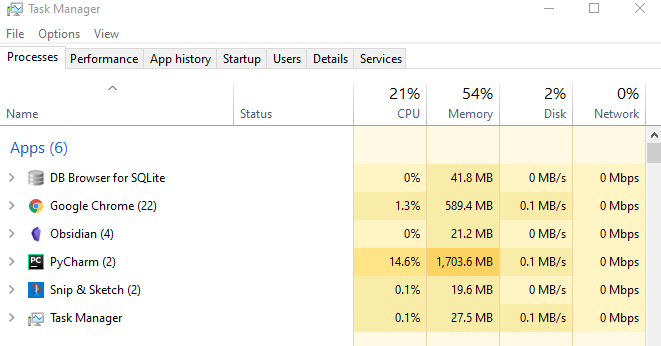 Task Manager
File Options View
Processes Performance App history Startup Users Details Services
21% 54% 2% 0%
Name Status CPU Memory Disk Network
Apps (6)
DB Browser for SQLite 0% 41.8 MB 0 MB/s 0 Mbps
Google Chrome (22) 1.3% 589.4 MB 0.1 MB/s 0 Mbps
Obsidian (4) 0% 21.2 MB 0 MB/s 0 Mbps
PC PyCharm (2) 14.6% 1,703.6 MB 0.1 MB/s 0 Mbps
Snip & Sketch (2) 0.1% 19.6 MB 0 MB/s 0 Mbps
Task Manager 0.1% 27.5 MB 0.1 MB/s 0 Mbps